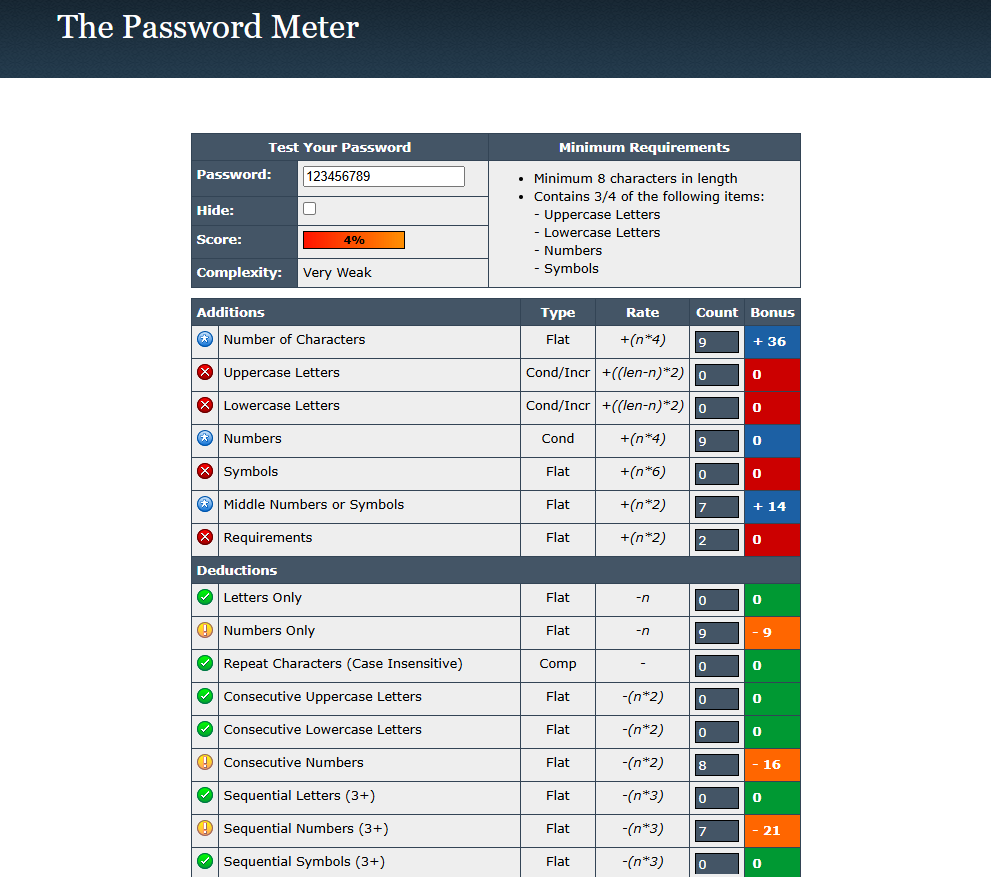 The Password Meter
Test Your Password Minimum Requirements
Password: 123456789
Hide:
Score: 4%
Complexity: Very Weak
• Minimum 8 characters in length
• Contains 3/4 of the following items:
- Uppercase Letters
- Lowercase Letters
- Numbers
- Symbols
Additions Type Rate Count Bonus
Number of Characters Flat +(n*4) 9 + 36
Uppercase Letters Cond/Incr +((len-n)*2) 0 0
Lowercase Letters Cond/Incr +((len-n)*2) 0 0
Numbers Cond +(n*4) 9 0
Symbols Flat +(n*6) 0 0
Middle Numbers or Symbols Flat +(n*2) 7 + 14
Requirements Flat +(n*2) 2 0
Deductions
Letters Only Flat -n 0 0
Numbers Only Flat -n 9 - 9
Repeat Characters (Case Insensitive) Comp - 0 0
Consecutive Uppercase Letters Flat -(n*2) 0 0
Consecutive Lowercase Letters Flat -(n*2) 0 0
Consecutive Numbers Flat -(n*2) 8 - 16
Sequential Letters (3+) Flat -(n*3) 0 0
Sequential Numbers (3+) Flat -(n*3) 7 - 21
Sequential Symbols (3+) Flat -(n*3) 0 0